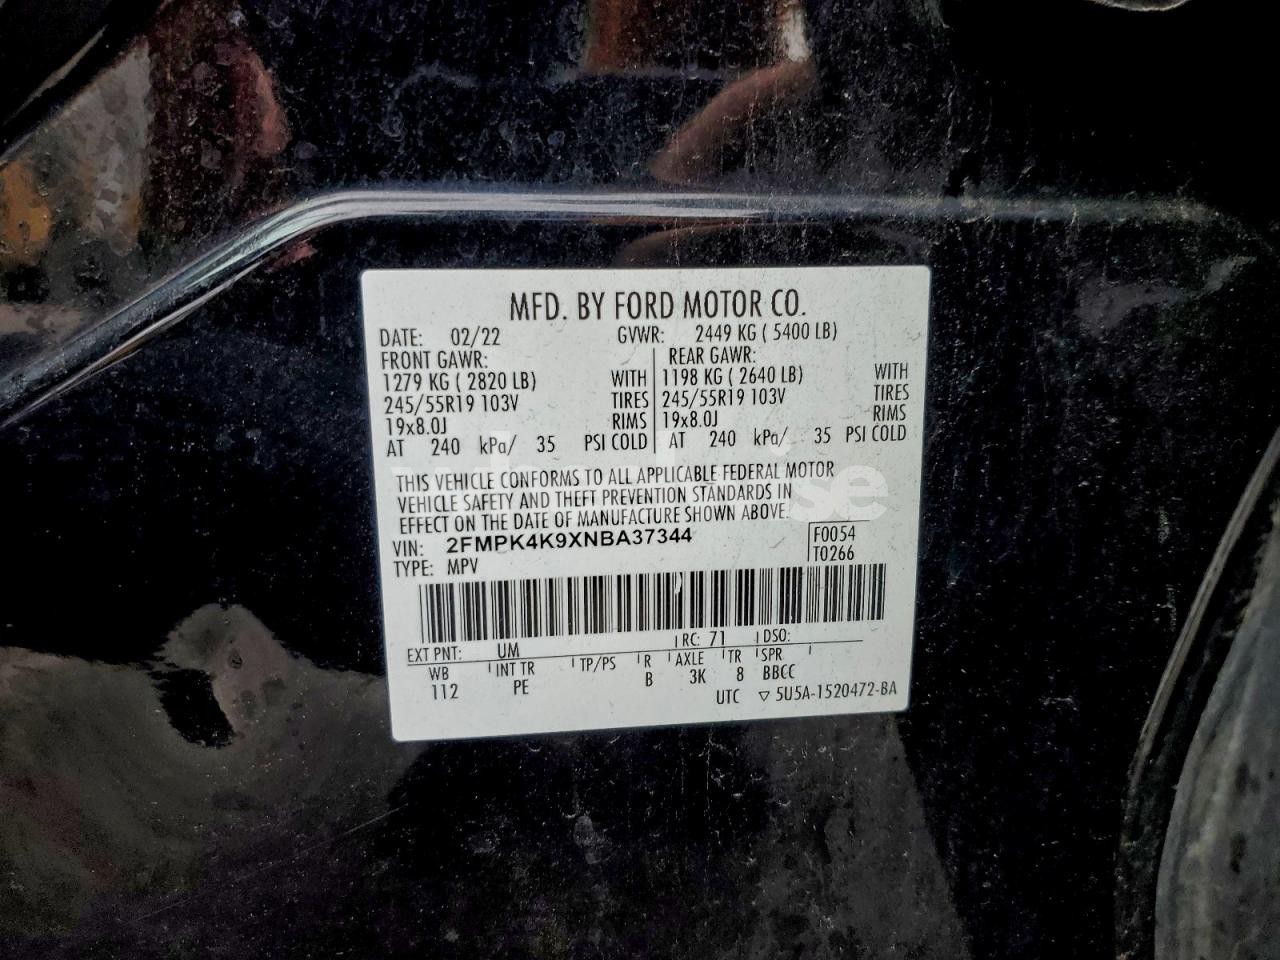 MFD. BY FORD MOTOR CO.
DATE: 02/22 GVWR: 2449 KG ( 5400 LB)
FRONT GAWR: REAR GAWR:
1279 KG ( 2820 LB) WITH 1198 KG ( 2640 LB) WITH
245/55R19 103V TIRES 245/55R19 103V TIRES
19x8.0J RIMS 19x8.0J RIMS
AT 240 kPa/ 35 PSI COLD AT 240 kPa/ 35 PSI COLD
THIS VEHICLE CONFORMS TO ALL APPLICABLE FEDERAL MOTOR
VEHICLE SAFETY AND THEFT PREVENTION STANDARDS IN
EFFECT ON THE DATE OF MANUFACTURE SHOWN ABOVE.
VIN: 2FMPK4K9XNBA37344 F0054
TYPE: MPV T0266
EXT PNT: UM RC: 71 DSO:
WB INT TR TP/PS R AXLE TR SPR
112 PE B 3K 8 BBCC
UTC ▽ 5U5A-1520472-BA